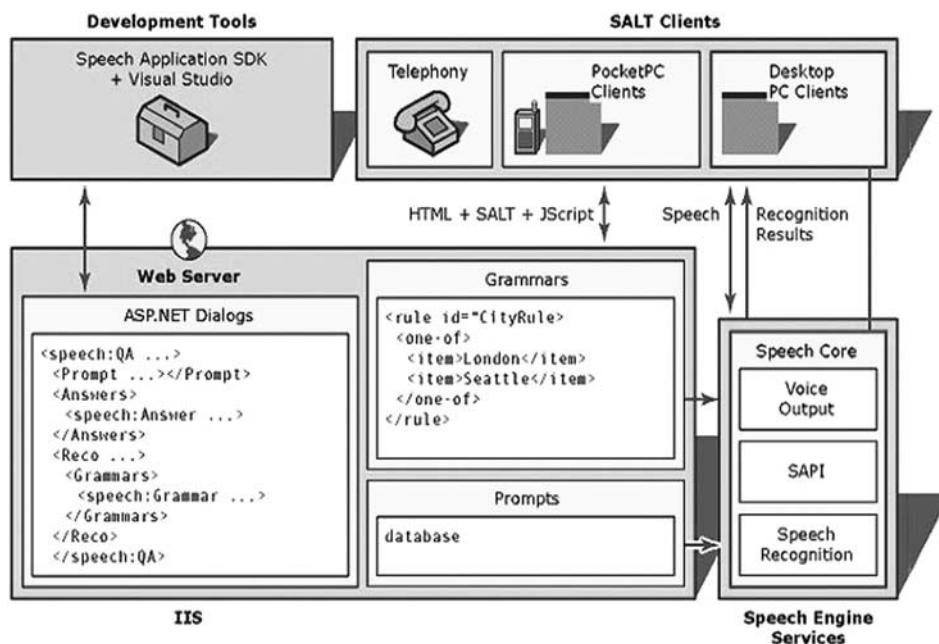 Development Tools
Speech Application SDK
+ Visual Studio
SALT Clients
Telephony
PocketPC
Clients
Desktop
PC Clients
HTML + SALT + JScript
Speech
Recognition
Results
Web Server
ASP.NET Dialogs
<speech:QA ...>
<Prompt ...></Prompt>
<Answers>
<speech:Answer ...>
</Answers>
<Reco ...>
<Grammars>
<speech:Grammar ...>
</Grammars>
</Reco>
</speech:QA>
Grammars
<rule id="CityRule>
<one-of>
<item>London</item>
<item>Seattle</item>
</one-of>
</rule>
Prompts
database
IIS
Speech Core
Voice
Output
SAPI
Speech
Recognition
Speech Engine
Services